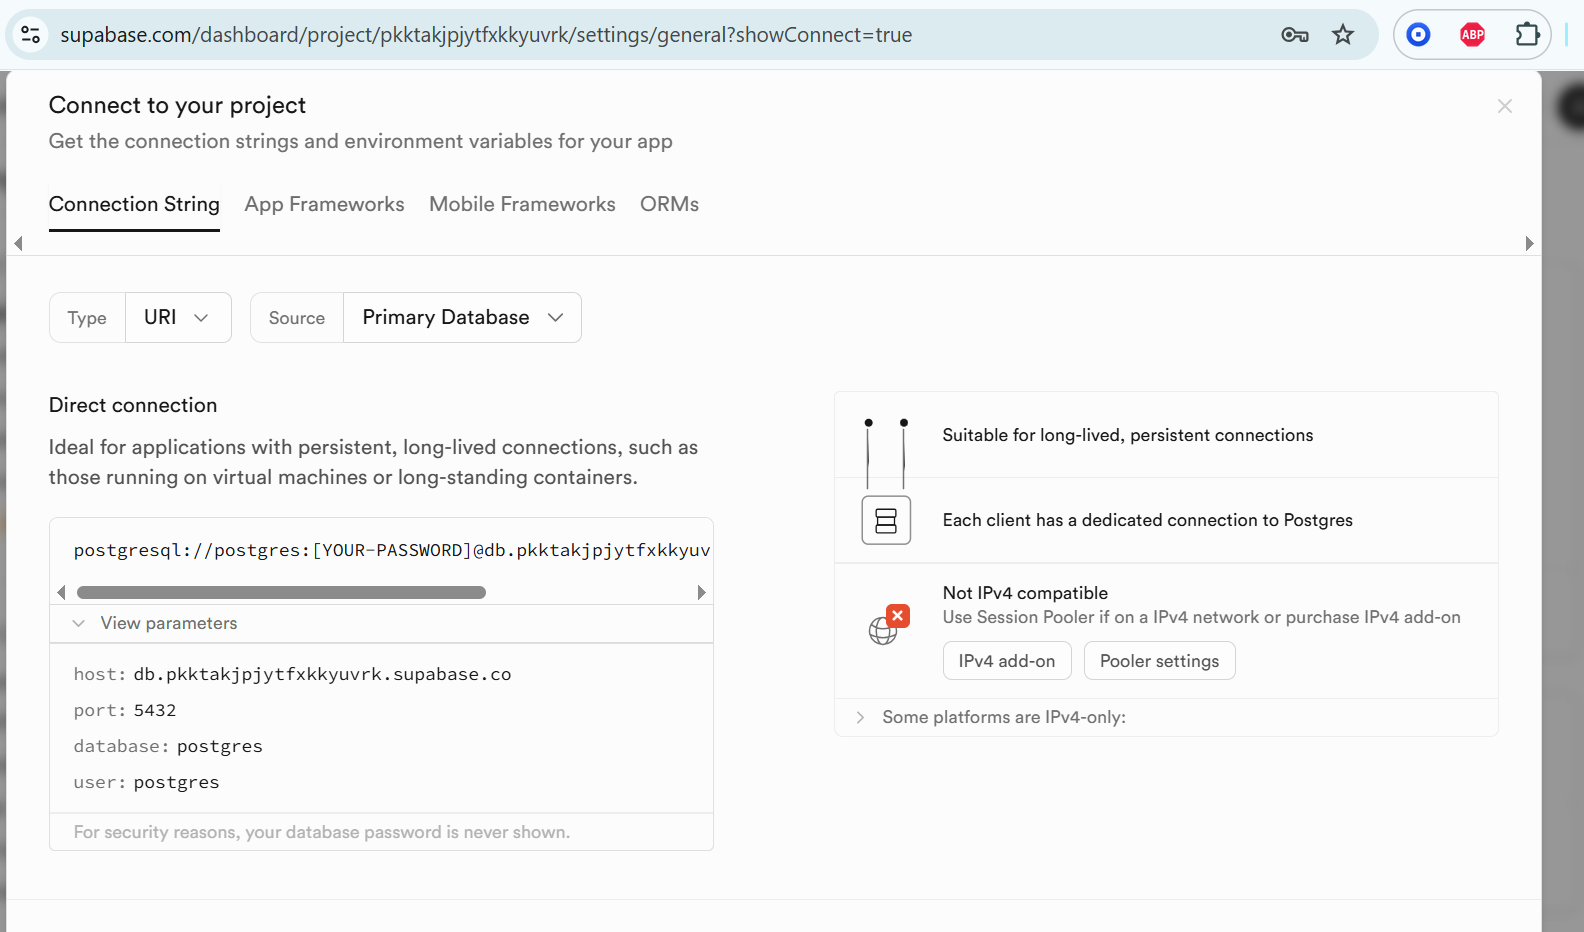 supabase.com/dashboard/project/pkktakjpjytfxkkyuvrk/settings/general?showConnect=true
ABP
Connect to your project
Get the connection strings and environment variables for your app
Connection String
App Frameworks
Mobile Frameworks
ORMs
Type
URI
Source
Primary Database
Direct connection
Ideal for applications with persistent, long-lived connections, such as
those running on virtual machines or long-standing containers.
postgresql://postgres:[YOUR-PASSWORD]@db.pkktakjpjytfxkkyuv
View parameters
host: db.pkktakjpjytfxkkyuvrk.supabase.co
port: 5432
database: postgres
user: postgres
For security reasons, your database password is never shown.
Suitable for long-lived, persistent connections
Each client has a dedicated connection to Postgres
Not IPv4 compatible
Use Session Pooler if on a IPv4 network or purchase IPv4 add-on
IPv4 add-on
Pooler settings
Some platforms are IPv4-only: